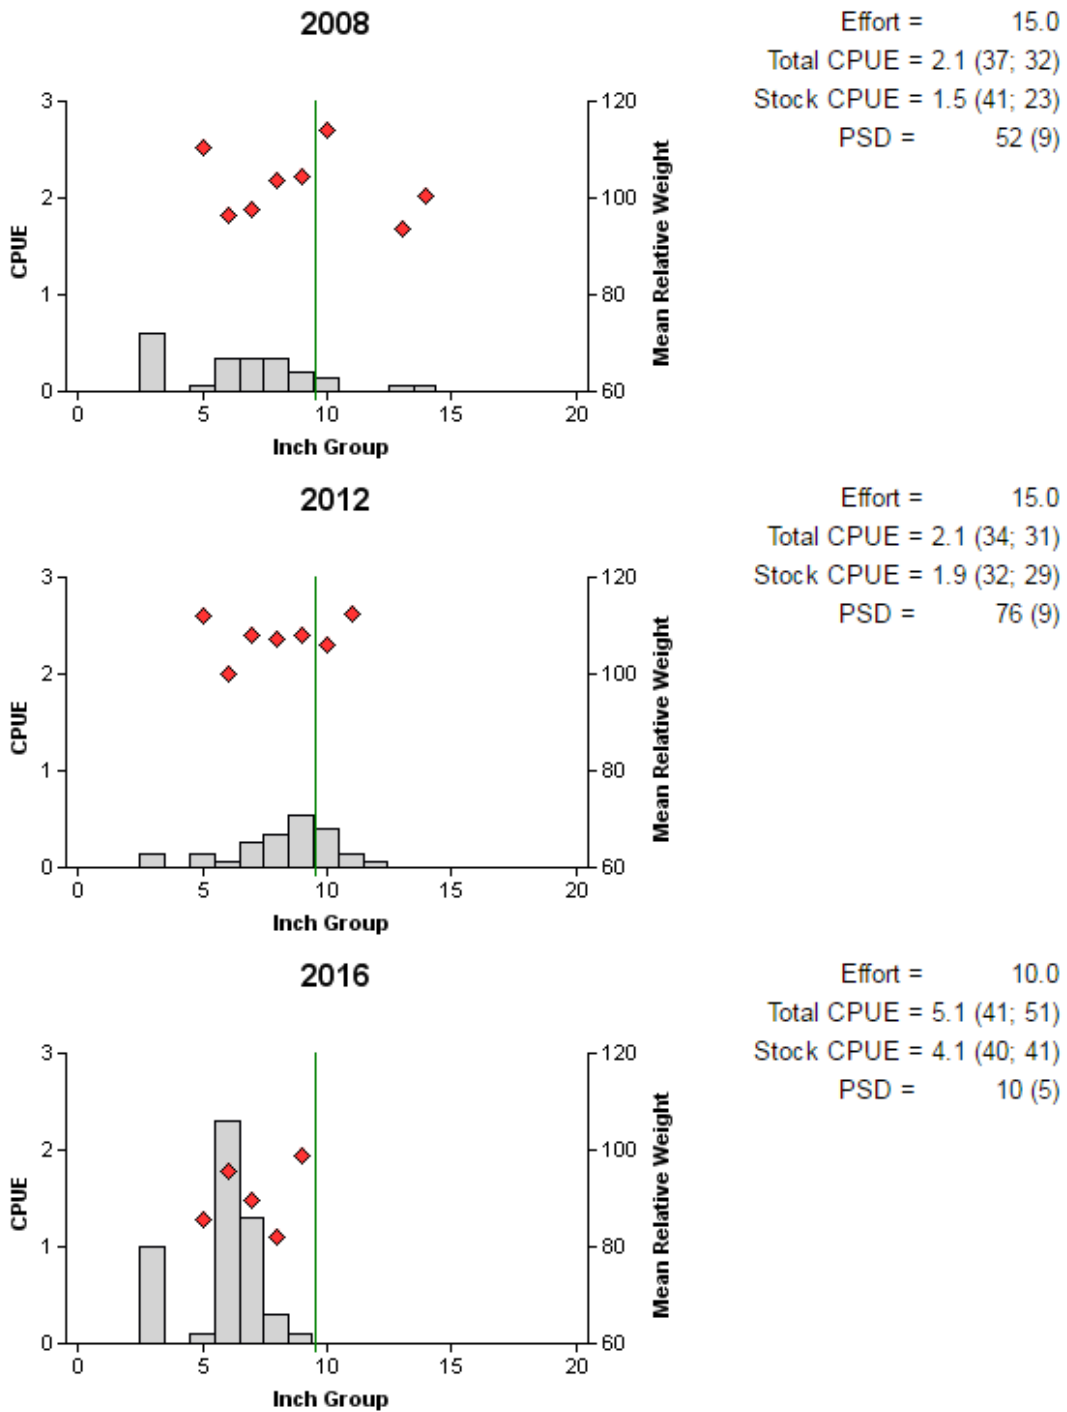 2008
Effort = 15.0
Total CPUE = 2.1 (37; 32)
Stock CPUE = 1.5 (41; 23)
PSD = 52 (9)
3
2
1
0
CPUE
120
100
80
60
Mean Relative Weight
0 5 10 15 20
Inch Group
2012
Effort = 15.0
Total CPUE = 2.1 (34; 31)
Stock CPUE = 1.9 (32; 29)
PSD = 76 (9)
3
2
1
0
CPUE
120
100
80
60
Mean Relative Weight
0 5 10 15 20
Inch Group
2016
Effort = 10.0
Total CPUE = 5.1 (41; 51)
Stock CPUE = 4.1 (40; 41)
PSD = 10 (5)
3
2
1
0
CPUE
120
100
80
60
Mean Relative Weight
0 5 10 15 20
Inch Group